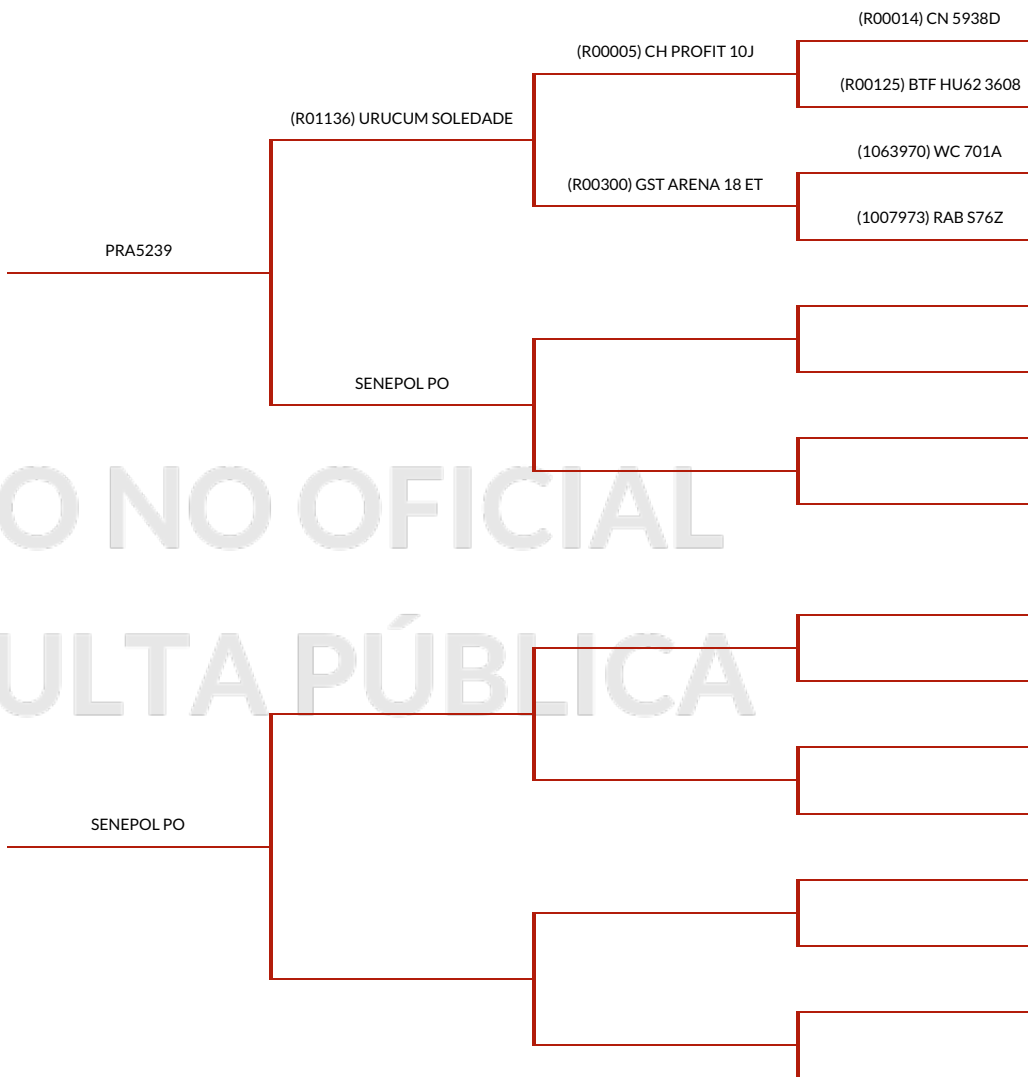 (R00014) CN 5938D
(R00005) CH PROFIT 10J
(R00125) BTF HU62 3608
(R01136) URUCUM SOLEDADE
(1063970) WC 701A
(R00300) GST ARENA 18 ET
(1007973) RAB S76Z
PRA5239
SENEPOL PO
O NO OFICIAL
ULTA PÚBLICA
SENEPOL PO